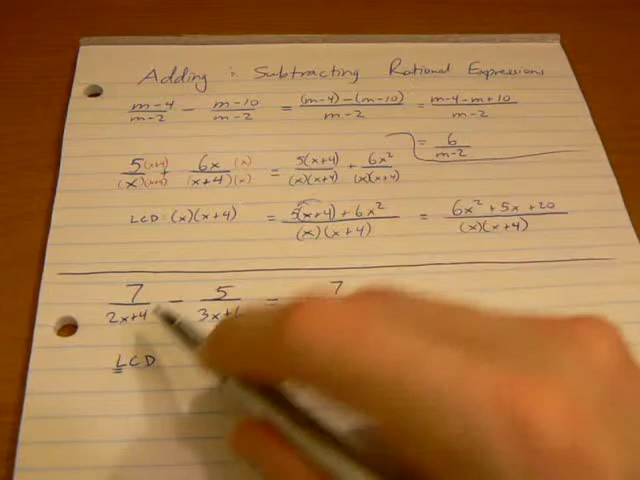 Adding : Subtracting Rational Expressions
m-4/m-2 - m-10/m-2 = (m-4)-(m-10)/m-2 = m-4-m+10/m-2
= 6/m-2
5(x+4)/(x)(x+4) + 6x(x)/(x+4)(x) = 5(x+4)/(x)(x+4) + 6x²/(x)(x+4)
LCD: (x)(x+4) = 5(x+4)+6x²/(x)(x+4) = 6x²+5x+20/(x)(x+4)
7/2x+4 - 5/3x+ = 7
LCD